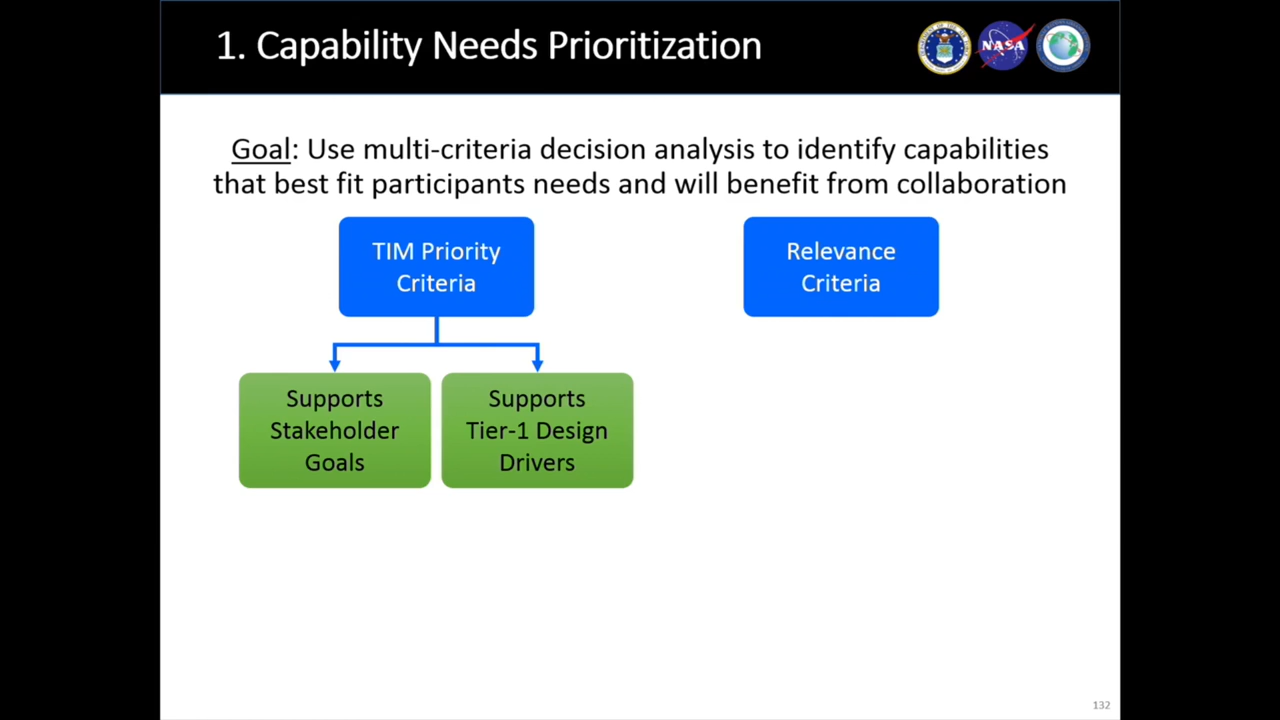 1. Capability Needs Prioritization
NASA
Goal: Use multi-criteria decision analysis to identify capabilities
that best fit participants needs and will benefit from collaboration
TIM Priority
Criteria
Relevance
Criteria
Supports
Stakeholder
Goals
Supports
Tier-1 Design
Drivers
132